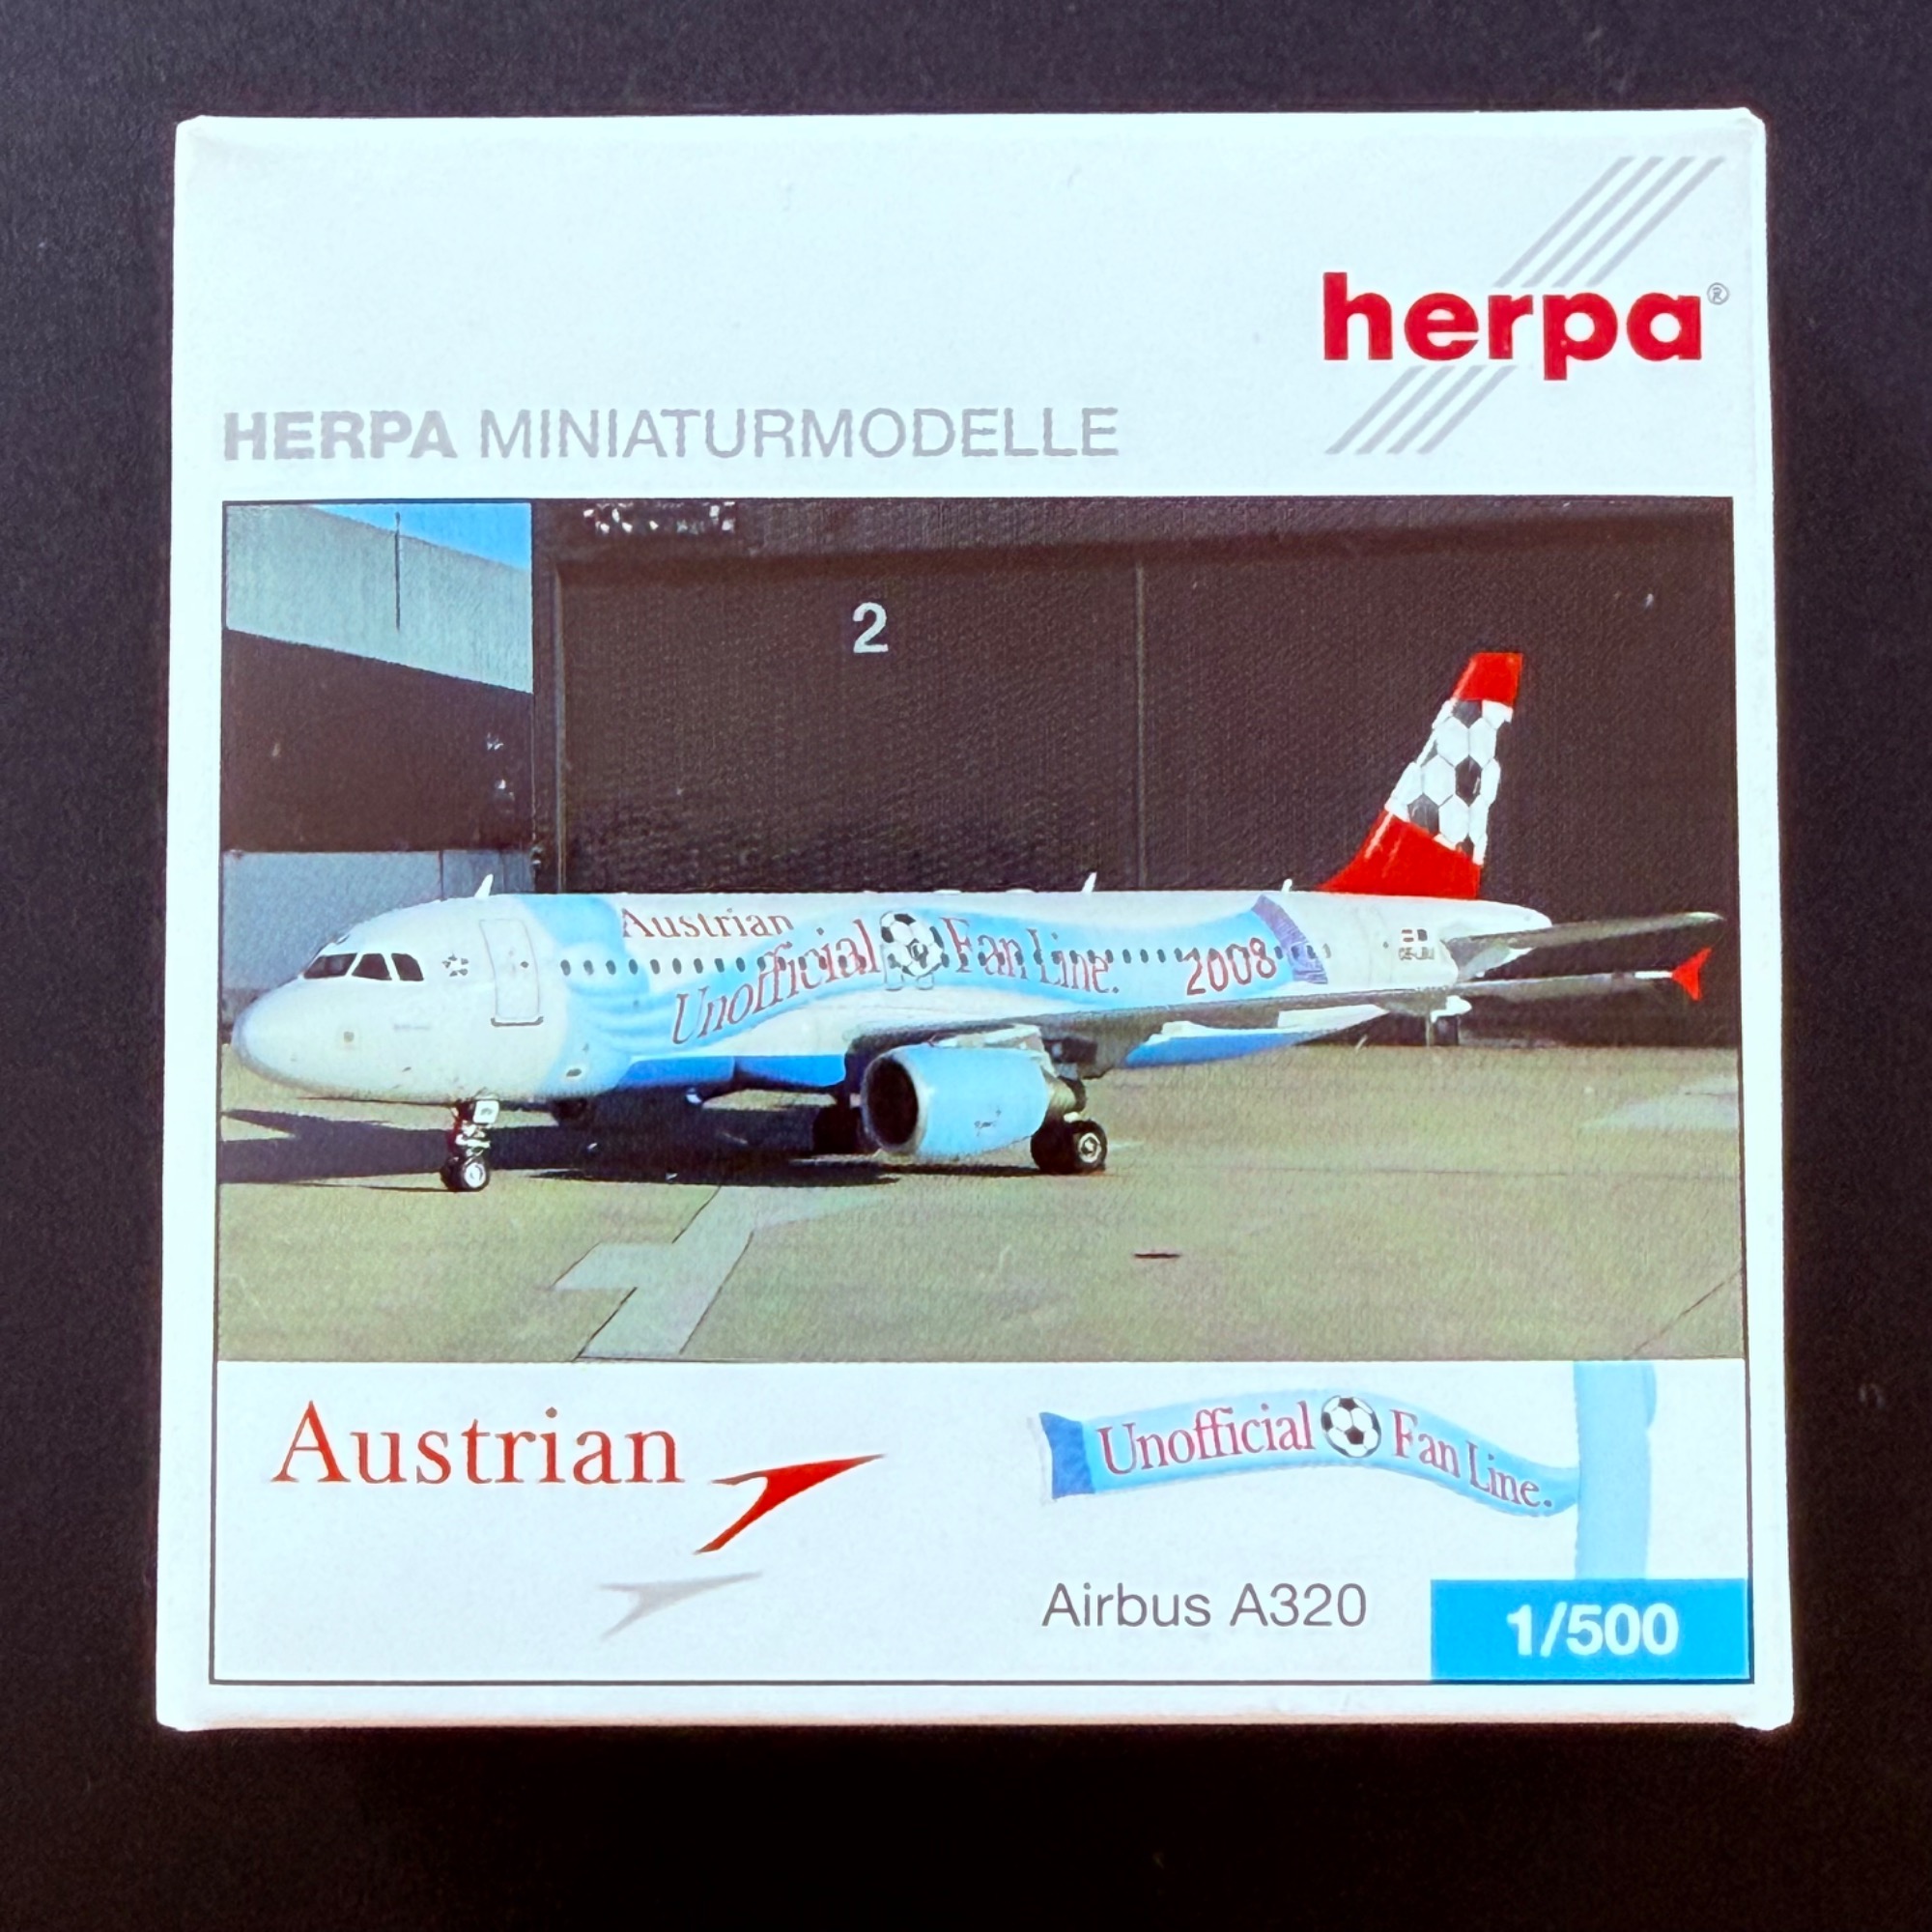 herpa®
HERPA MINIATURMODELLE
2
Austrian
Unofficial Fan Line.
2008
Austrian
Unofficial Fan Line.
Airbus A320
1/500